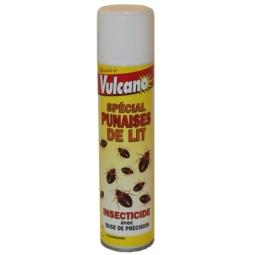 Vulcano
SPÉCIAL
PUNAISES
DE LIT
INSECTICIDE
avec
BUSE DE PRÉCISION